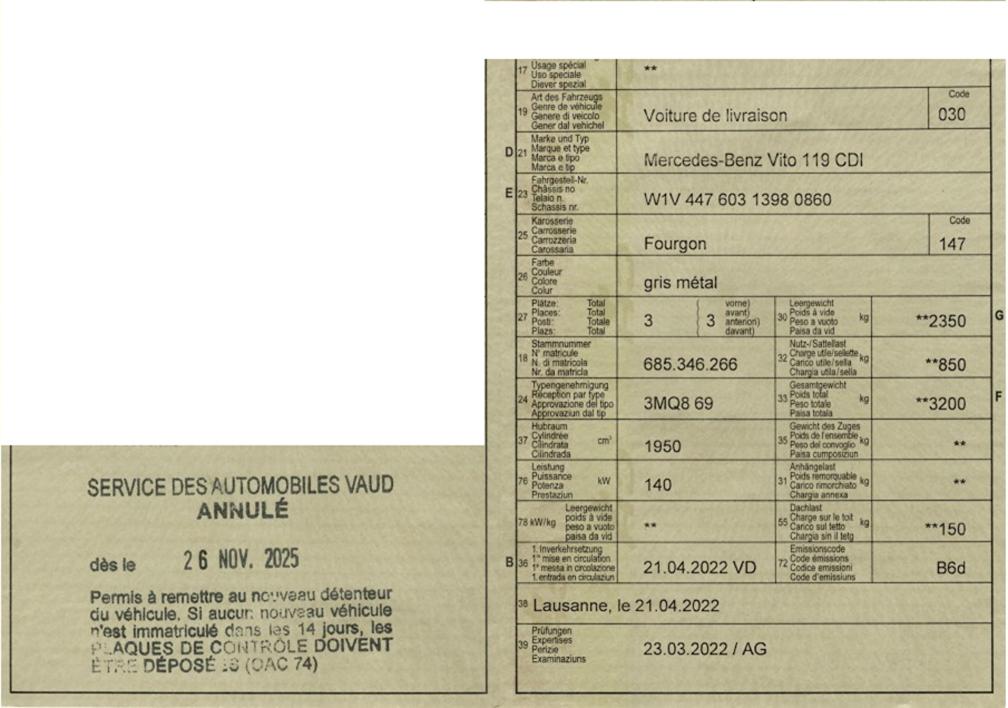 SERVICE DES AUTOMOBILES VAUD
ANNULÉ
dès le 26 NOV. 2025
Permis à remettre au nouveau détenteur
du véhicule. Si aucun nouveau véhicule
n'est immatriculé dans les 14 jours, les
PLAQUES DE CONTRÔLE DOIVENT
ÊTRE DÉPOSÉES (OAC 74)
17 Usage spécial **
Uso speciale
Diever spezial
Art des Fahrzeugs Code
19 Genre de véhicule Voiture de livraison 030
Genere di veicolo
Gener dal vehichel
Marke und Typ
D 21 Marque et type Mercedes-Benz Vito 119 CDI
Marca e tipo
Marca e tip
Fahrgestell-Nr.
E 23 Châssis no W1V 447 603 1398 0860
Telaio n.
Schassis nr.
Karosserie Code
25 Carrosserie Fourgon 147
Carrozzeria
Carossaria
Farbe
26 Couleur gris métal
Colore
Colur
Plätze: Total ( vorne) Leergewicht
27 Places: Total 3 ( 3 avant) 30 Poids à vide kg **2350 G
Posti: Totale anteriori) Peso a vuoto
Plazs: Total davant) Paisa da vid
Stammnummer Nutz-/Sattellast
18 N° matricule 685.346.266 32 Charge utile/sellette kg **850
N. di matricola Carico utile/sella
Nr. da matricla Chargia utila/sella
Typengenehmigung Gesamtgewicht
24 Réception par type 3MQ8 69 33 Poids total kg **3200 F
Approvazione del tipo Peso totale
Approvaziun dal tip Paisa totala
Hubraum Gewicht des Zuges
37 Cylindrée cm³ 1950 35 Poids de l'ensemble kg **
Cilindrata Peso del convoglio
Cilindrada Paisa cumposiziun
Leistung Anhängelast
76 Puissance kW 140 31 Poids remorquable kg **
Potenza Carico rimorchiato
Prestaziun Chargia annexa
Leergewicht Dachlast
78 kW/kg poids à vide ** 55 Charge sur le toit kg **150
peso a vuoto Carico sul tetto
paisa da vid Chargia sin il tetg
1. Inverkehrsetzung Emissionscode
B 36 1re mise en circulation 21.04.2022 VD 72 Code émissions B6d
1a messa in circolazione Codice emissioni
1. entrada en circulaziun Code d'emissiuns
38 Lausanne, le 21.04.2022
Prüfungen
39 Expertises 23.03.2022 / AG
Perizie
Examinaziuns